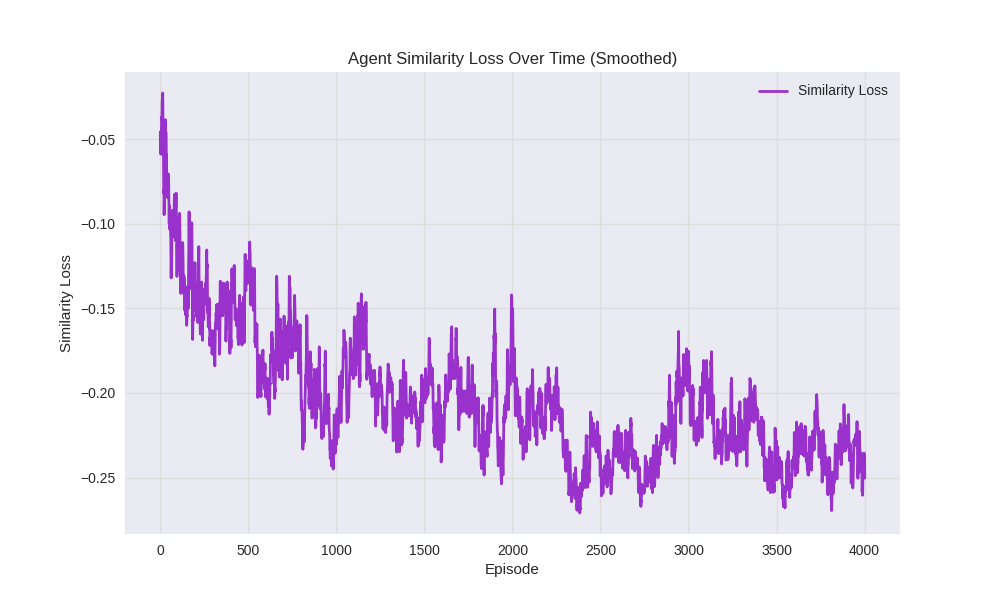 Agent Similarity Loss Over Time (Smoothed)
Similarity Loss
−0.05
−0.10
−0.15
−0.20
−0.25
Similarity Loss
0 500 1000 1500 2000 2500 3000 3500 4000
Episode